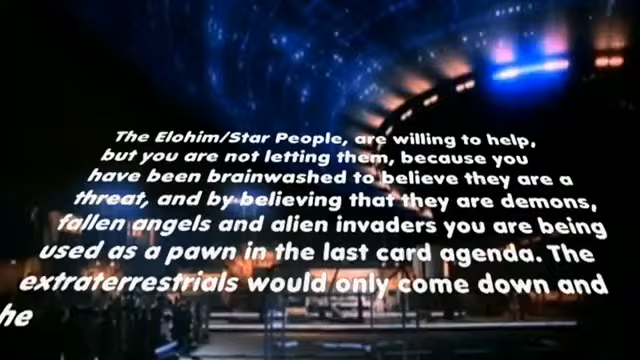 The Elohim/Star People, are willing to help,
but you are not letting them, because you
have been brainwashed to believe they are a
threat, and by believing that they are demons,
fallen angels and alien invaders you are being
used as a pawn in the last card agenda. The
extraterrestrials would only come down and
he